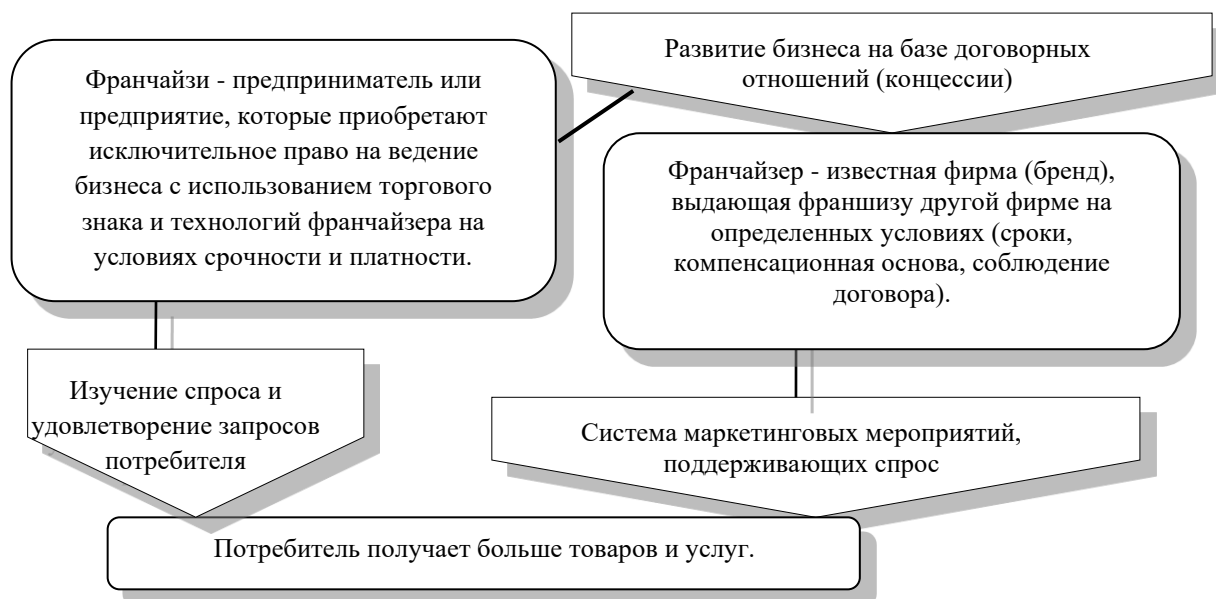 Развитие бизнеса на базе договорных
отношений (концессии)
Франчайзи - предприниматель или
предприятие, которые приобретают
исключительное право на ведение
бизнеса с использованием торгового
знака и технологий франчайзера на
условиях срочности и платности.
Франчайзер - известная фирма (бренд),
выдающая франшизу другой фирме на
определенных условиях (сроки,
компенсационная основа, соблюдение
договора).
Изучение спроса и
удовлетворение запросов
потребителя
Система маркетинговых мероприятий,
поддерживающих спрос
Потребитель получает больше товаров и услуг.